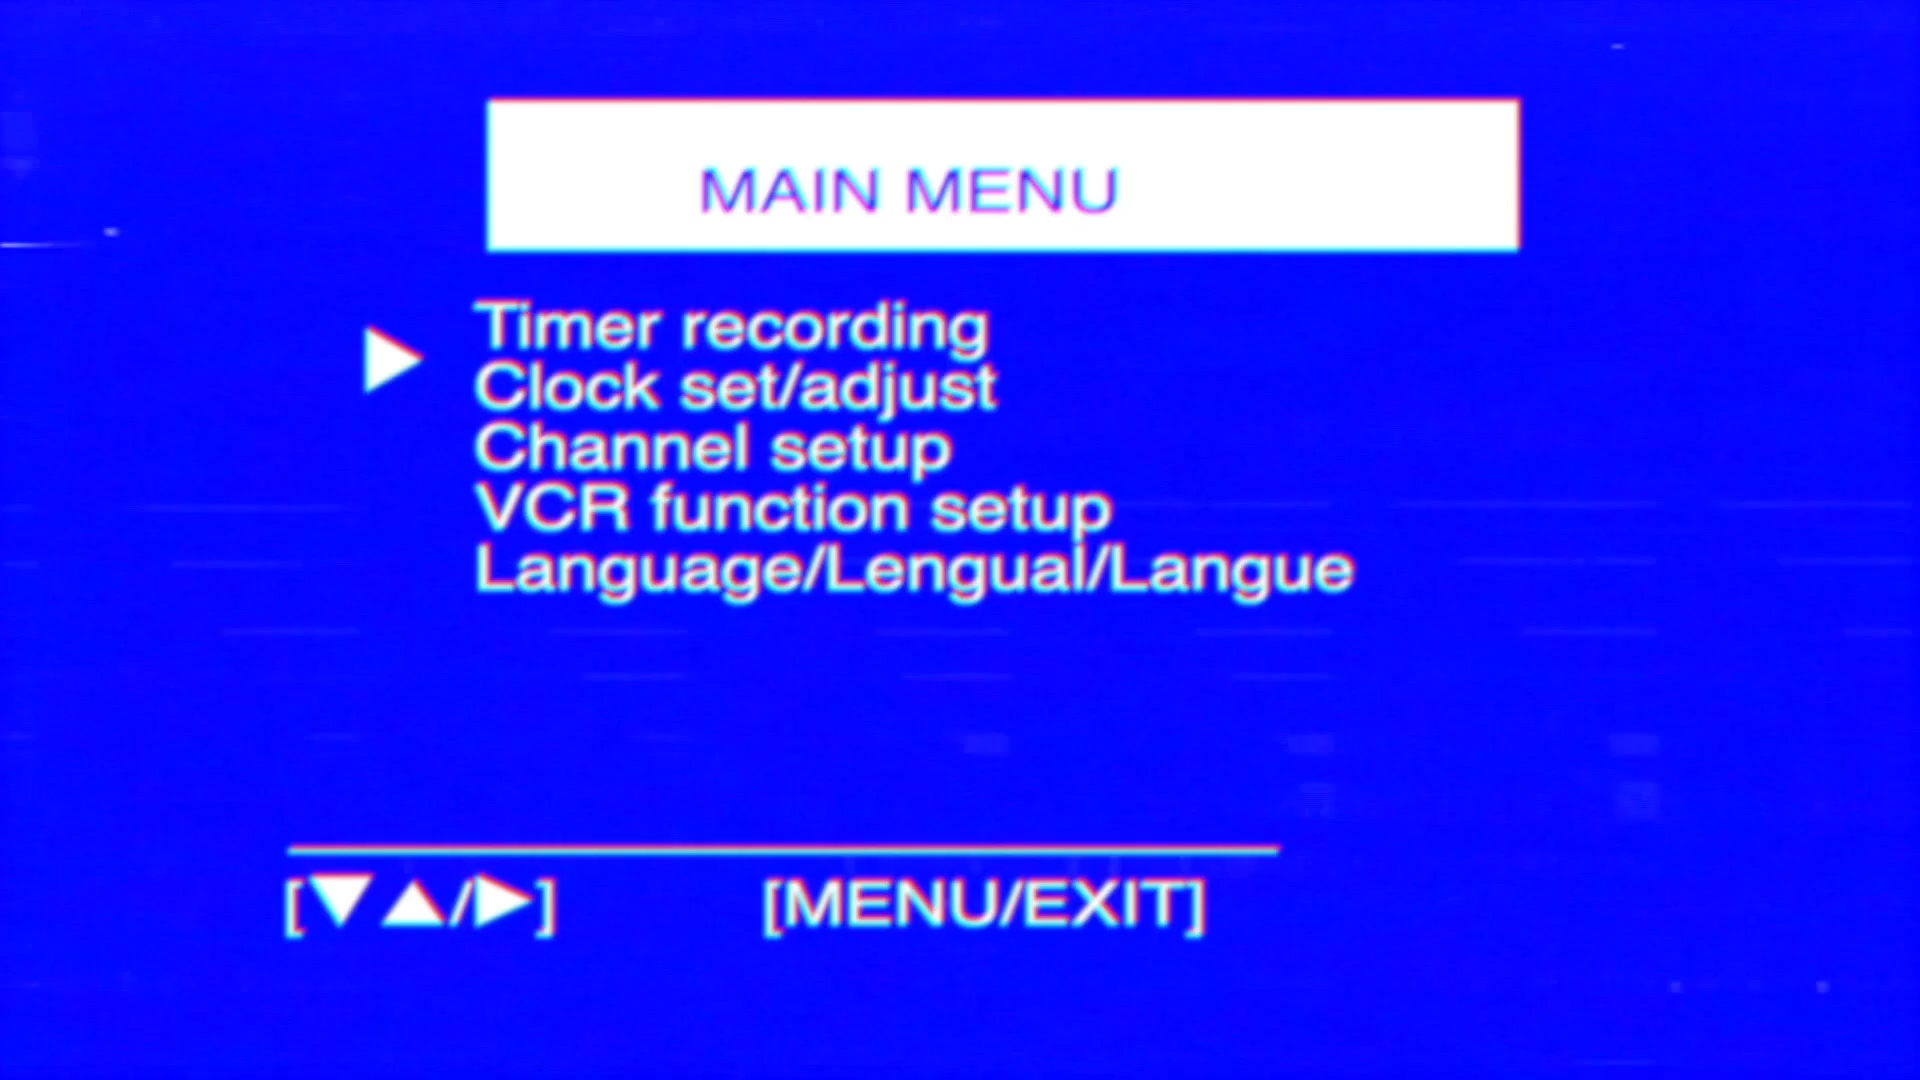 MAIN MENU
▶ Timer recording
Clock set/adjust
Channel setup
VCR function setup
Language/Lengual/Langue
[▼▲/▶] [MENU/EXIT]